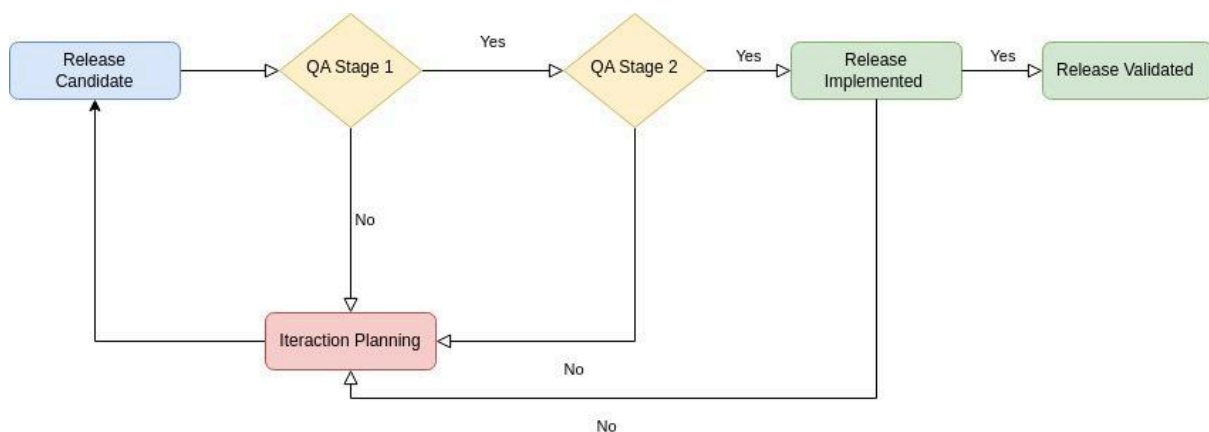 Release
Candidate
QA Stage 1
Yes
QA Stage 2
Yes
Release
Implemented
Yes
Release Validated
No
Iteraction Planning
No
No